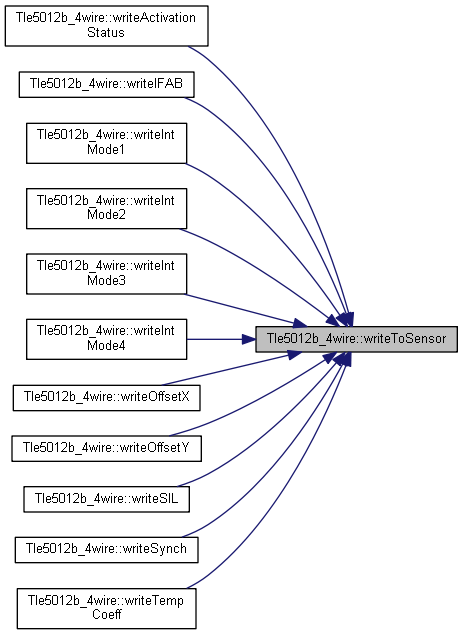 Tle5012b_4wire::writeActivation
Status
Tle5012b_4wire::writeIFAB
Tle5012b_4wire::writeInt
Mode1
Tle5012b_4wire::writeInt
Mode2
Tle5012b_4wire::writeInt
Mode3
Tle5012b_4wire::writeInt
Mode4
Tle5012b_4wire::writeToSensor
Tle5012b_4wire::writeOffsetX
Tle5012b_4wire::writeOffsetY
Tle5012b_4wire::writeSIL
Tle5012b_4wire::writeSynch
Tle5012b_4wire::writeTemp
Coeff